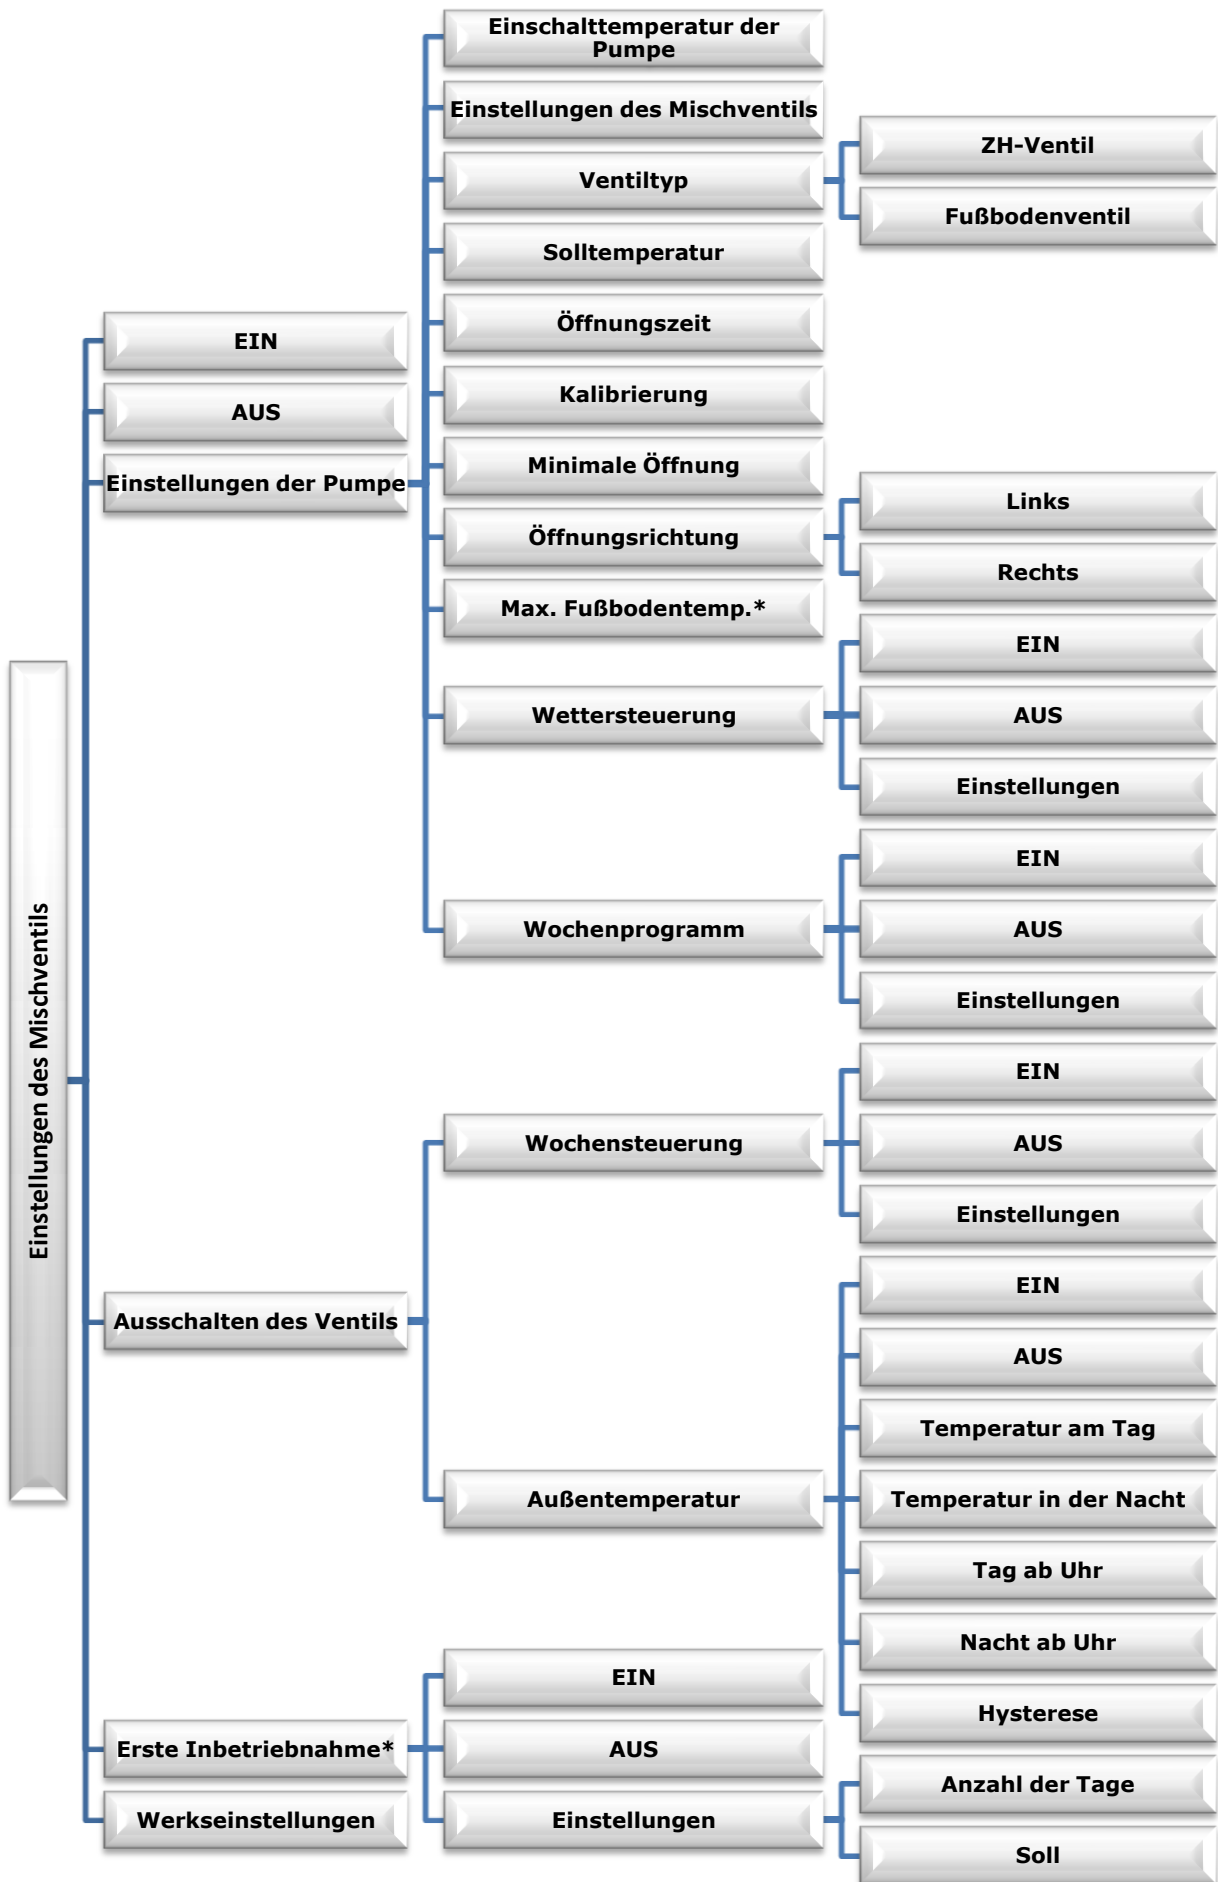 Einstellungen des Mischventils
EIN
AUS
Einstellungen der Pumpe
Einschalttemperatur der
Pumpe
Einstellungen des Mischventils
Ventiltyp
ZH-Ventil
Fußbodenventil
Solltemperatur
Öffnungszeit
Kalibrierung
Minimale Öffnung
Öffnungsrichtung
Links
Rechts
Max. Fußbodentemp.*
Wettersteuerung
EIN
AUS
Einstellungen
Wochenprogramm
EIN
AUS
Einstellungen
Ausschalten des Ventils
Wochensteuerung
EIN
AUS
Einstellungen
Außentemperatur
EIN
AUS
Temperatur am Tag
Temperatur in der Nacht
Tag ab Uhr
Nacht ab Uhr
Hysterese
Erste Inbetriebnahme*
EIN
AUS
Einstellungen
Anzahl der Tage
Soll
Werkseinstellungen